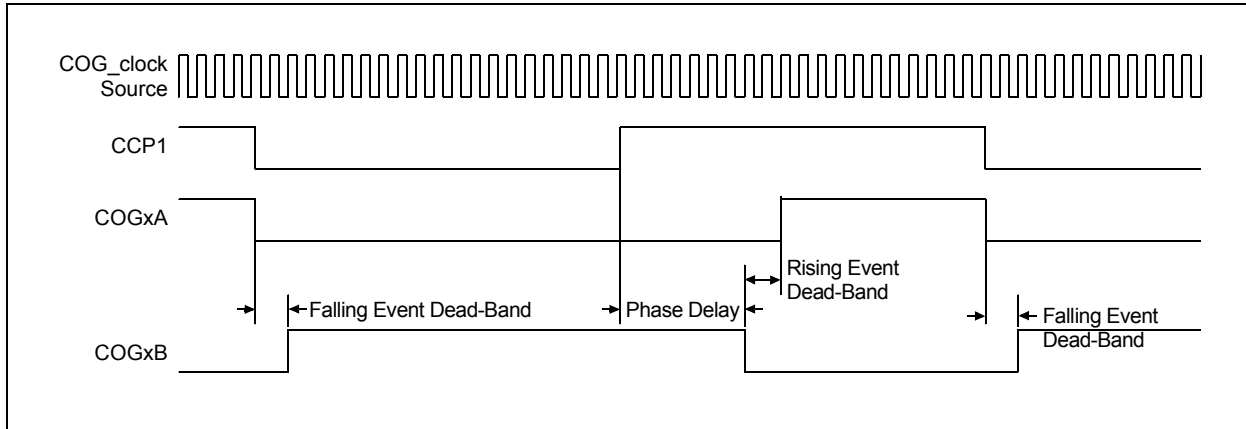 COG_clock
Source
CCP1
COGxA
Rising Event
Dead-Band
Falling Event Dead-Band
Phase Delay
Falling Event
Dead-Band
COGxB